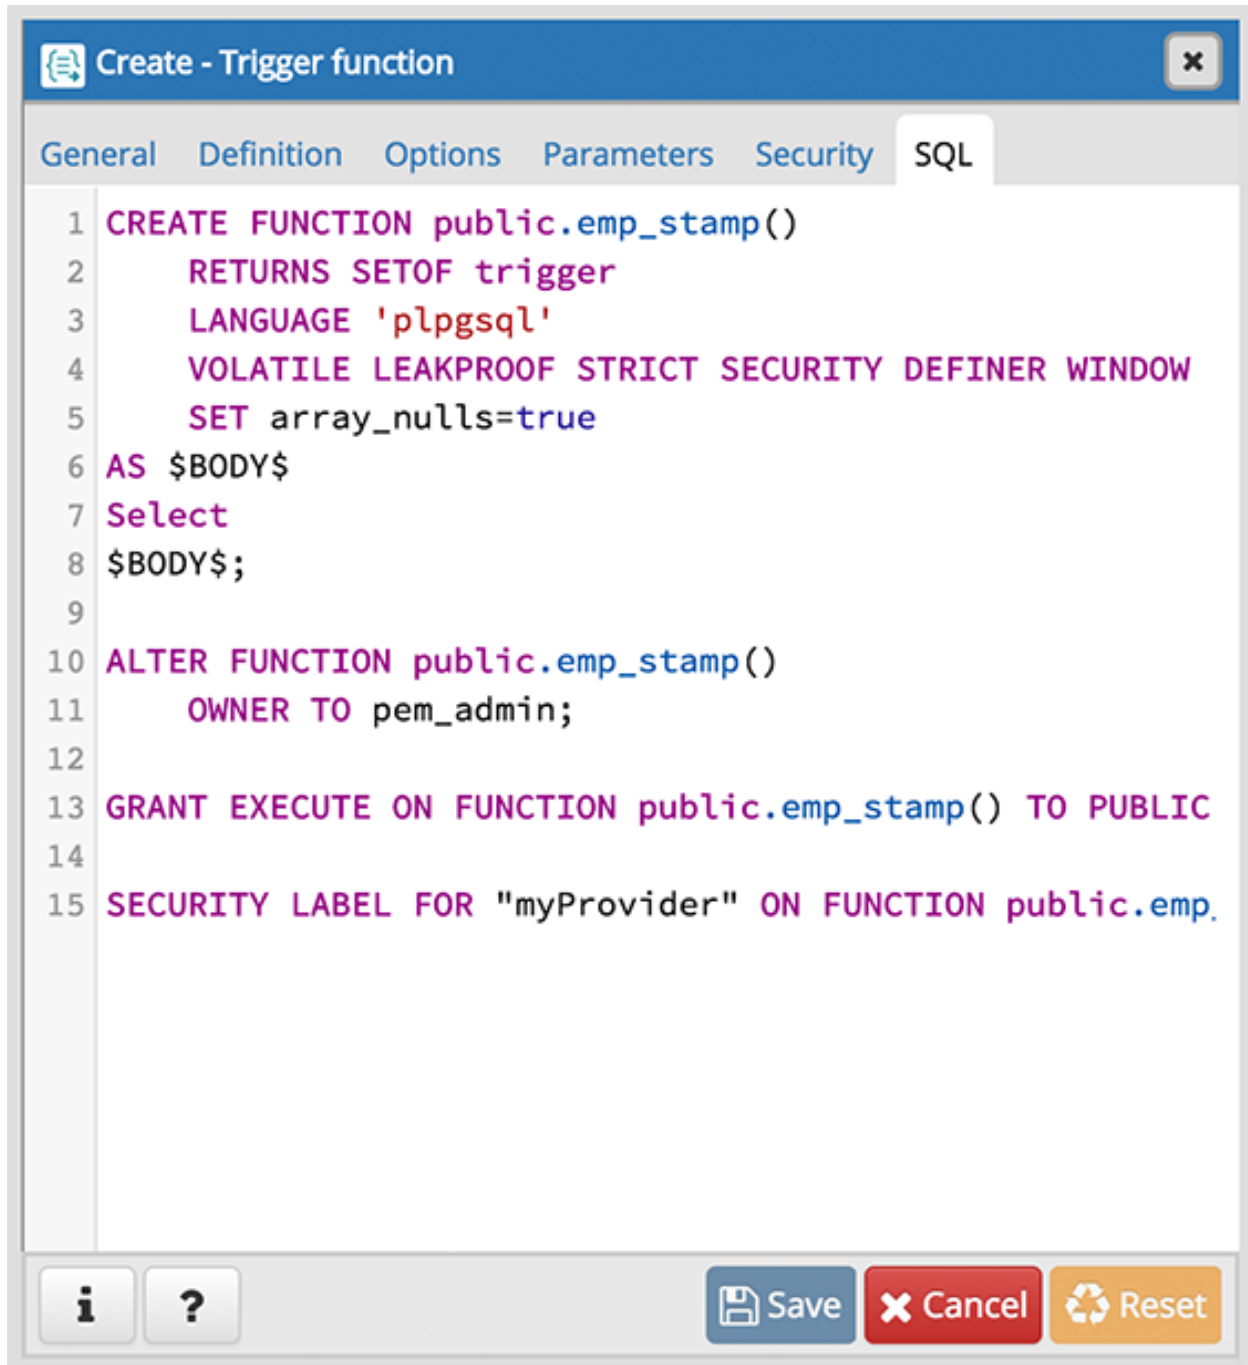 Create - Trigger function
General Definition Options Parameters Security SQL
1 CREATE FUNCTION public.emp_stamp()
2 RETURNS SETOF trigger
3 LANGUAGE 'plpgsql'
4 VOLATILE LEAKPROOF STRICT SECURITY DEFINER WINDOW
5 SET array_nulls=true
6 AS $BODY$
7 Select
8 $BODY$;
9
10 ALTER FUNCTION public.emp_stamp()
11 OWNER TO pem_admin;
12
13 GRANT EXECUTE ON FUNCTION public.emp_stamp() TO PUBLIC
14
15 SECURITY LABEL FOR "myProvider" ON FUNCTION public.emp_
i ? Save Cancel Reset